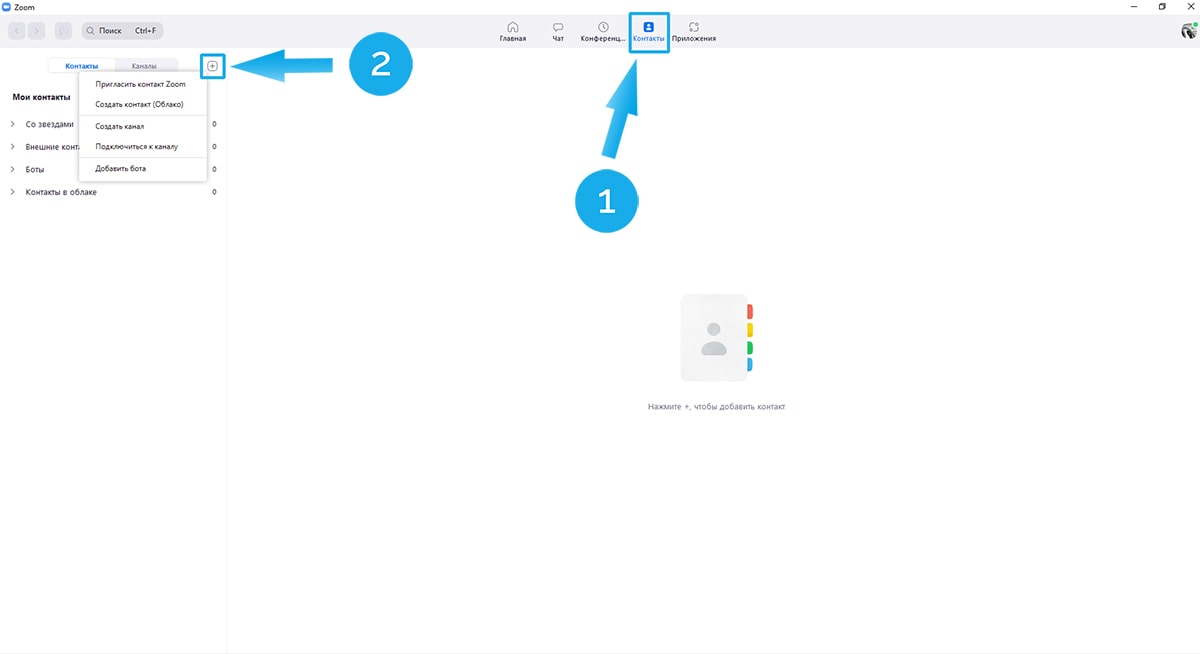 Zoom
Поиск Ctrl+F
Главная
Чат
Конференц...
Контакты
Приложения
Контакты
Каналы
2
Пригласить контакт Zoom
Создать контакт (Облако)
Создать канал
Подключиться к каналу
Добавить бота
Мои контакты
Со звездами 0
Внешние конта 0
Боты 0
Контакты в облаке 0
1
Нажмите +, чтобы добавить контакт